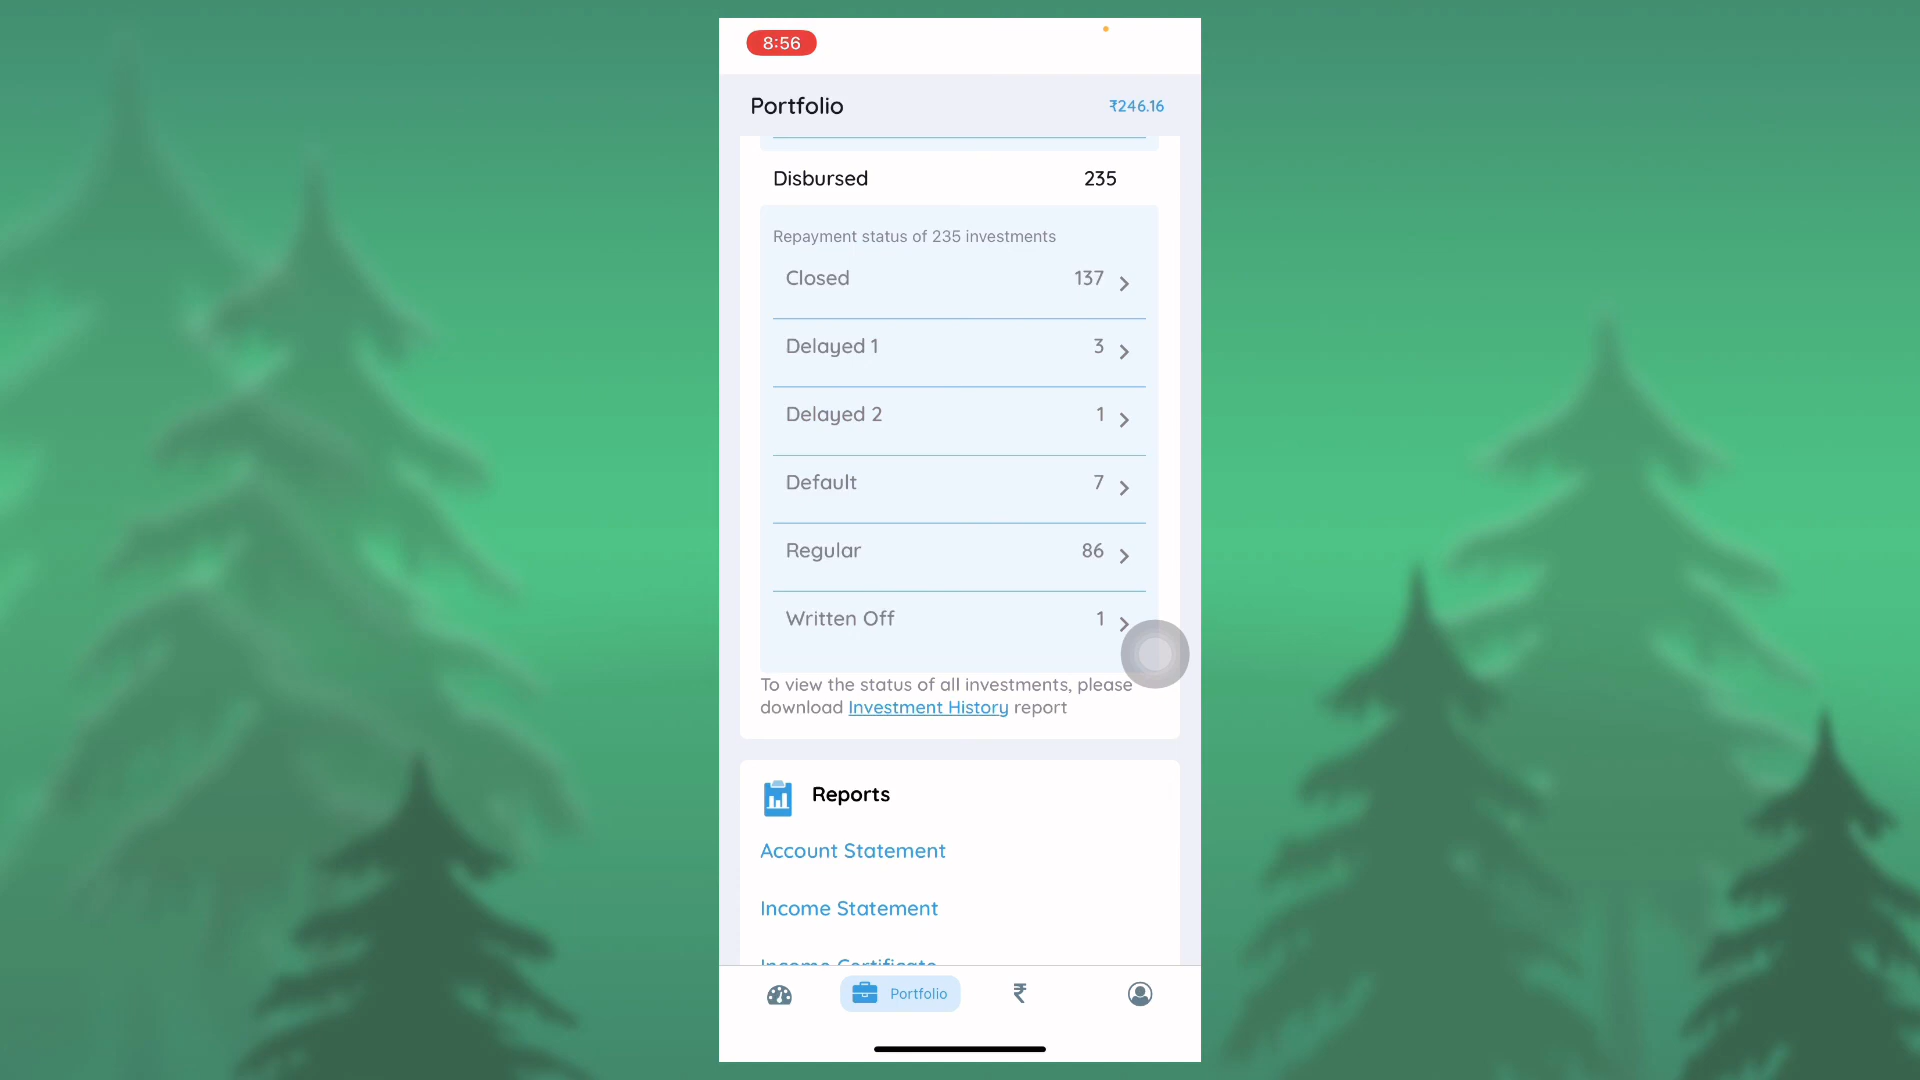 8:56
Portfolio ₹246.16
Disbursed 235
Repayment status of 235 investments
Closed 137
Delayed 1 3
Delayed 2 1
Default 7
Regular 86
Written Off 1
To view the status of all investments, please
download Investment History report
Reports
Account Statement
Income Statement
Income Certificate
Portfolio ₹